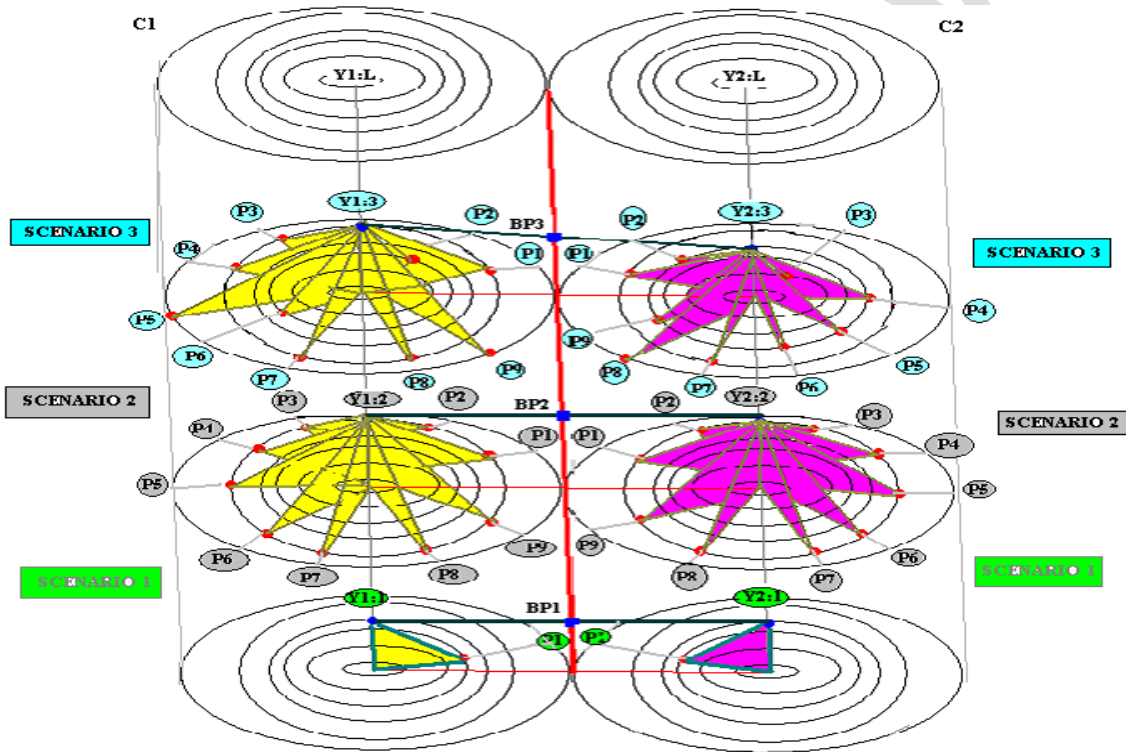 C1 C2
Y1:L Y2:L
P3 Y1:3 P2 P2 Y2:3 P3
SCENARIO 3 BP3 SCENARIO 3
P4 P1 P1
P5 P4
P6 P9
P7 P8 P9 P8 P7 P6 P5
SCENARIO 2 P3 Y1:2 P2 BP2 P2 Y2:2 P3 SCENARIO 2
P4 P1 P1 P4
P5 P5
P6 P7 P8 P9 P9 P8 P7 P6
SCENARIO 1 SCENARIO 1
Y1:1 BP1 Y2:1
P1 P2